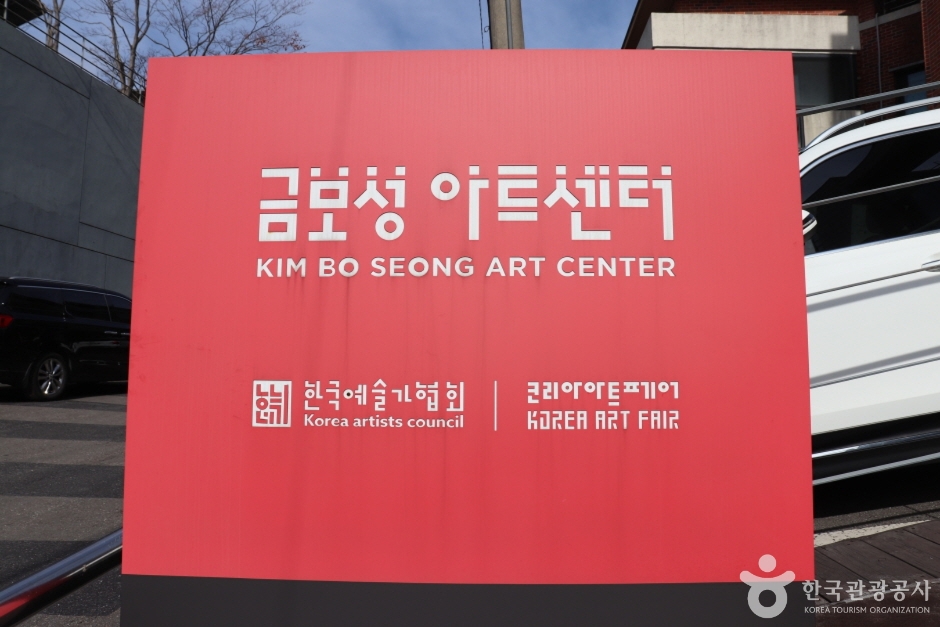 금보성 아트센터
KIM BO SEONG ART CENTER
한국예술가협회
Korea artists council
코리아아트페어
KOREA ART FAIR
한국관광공사
KOREA TOURISM ORGANIZATION